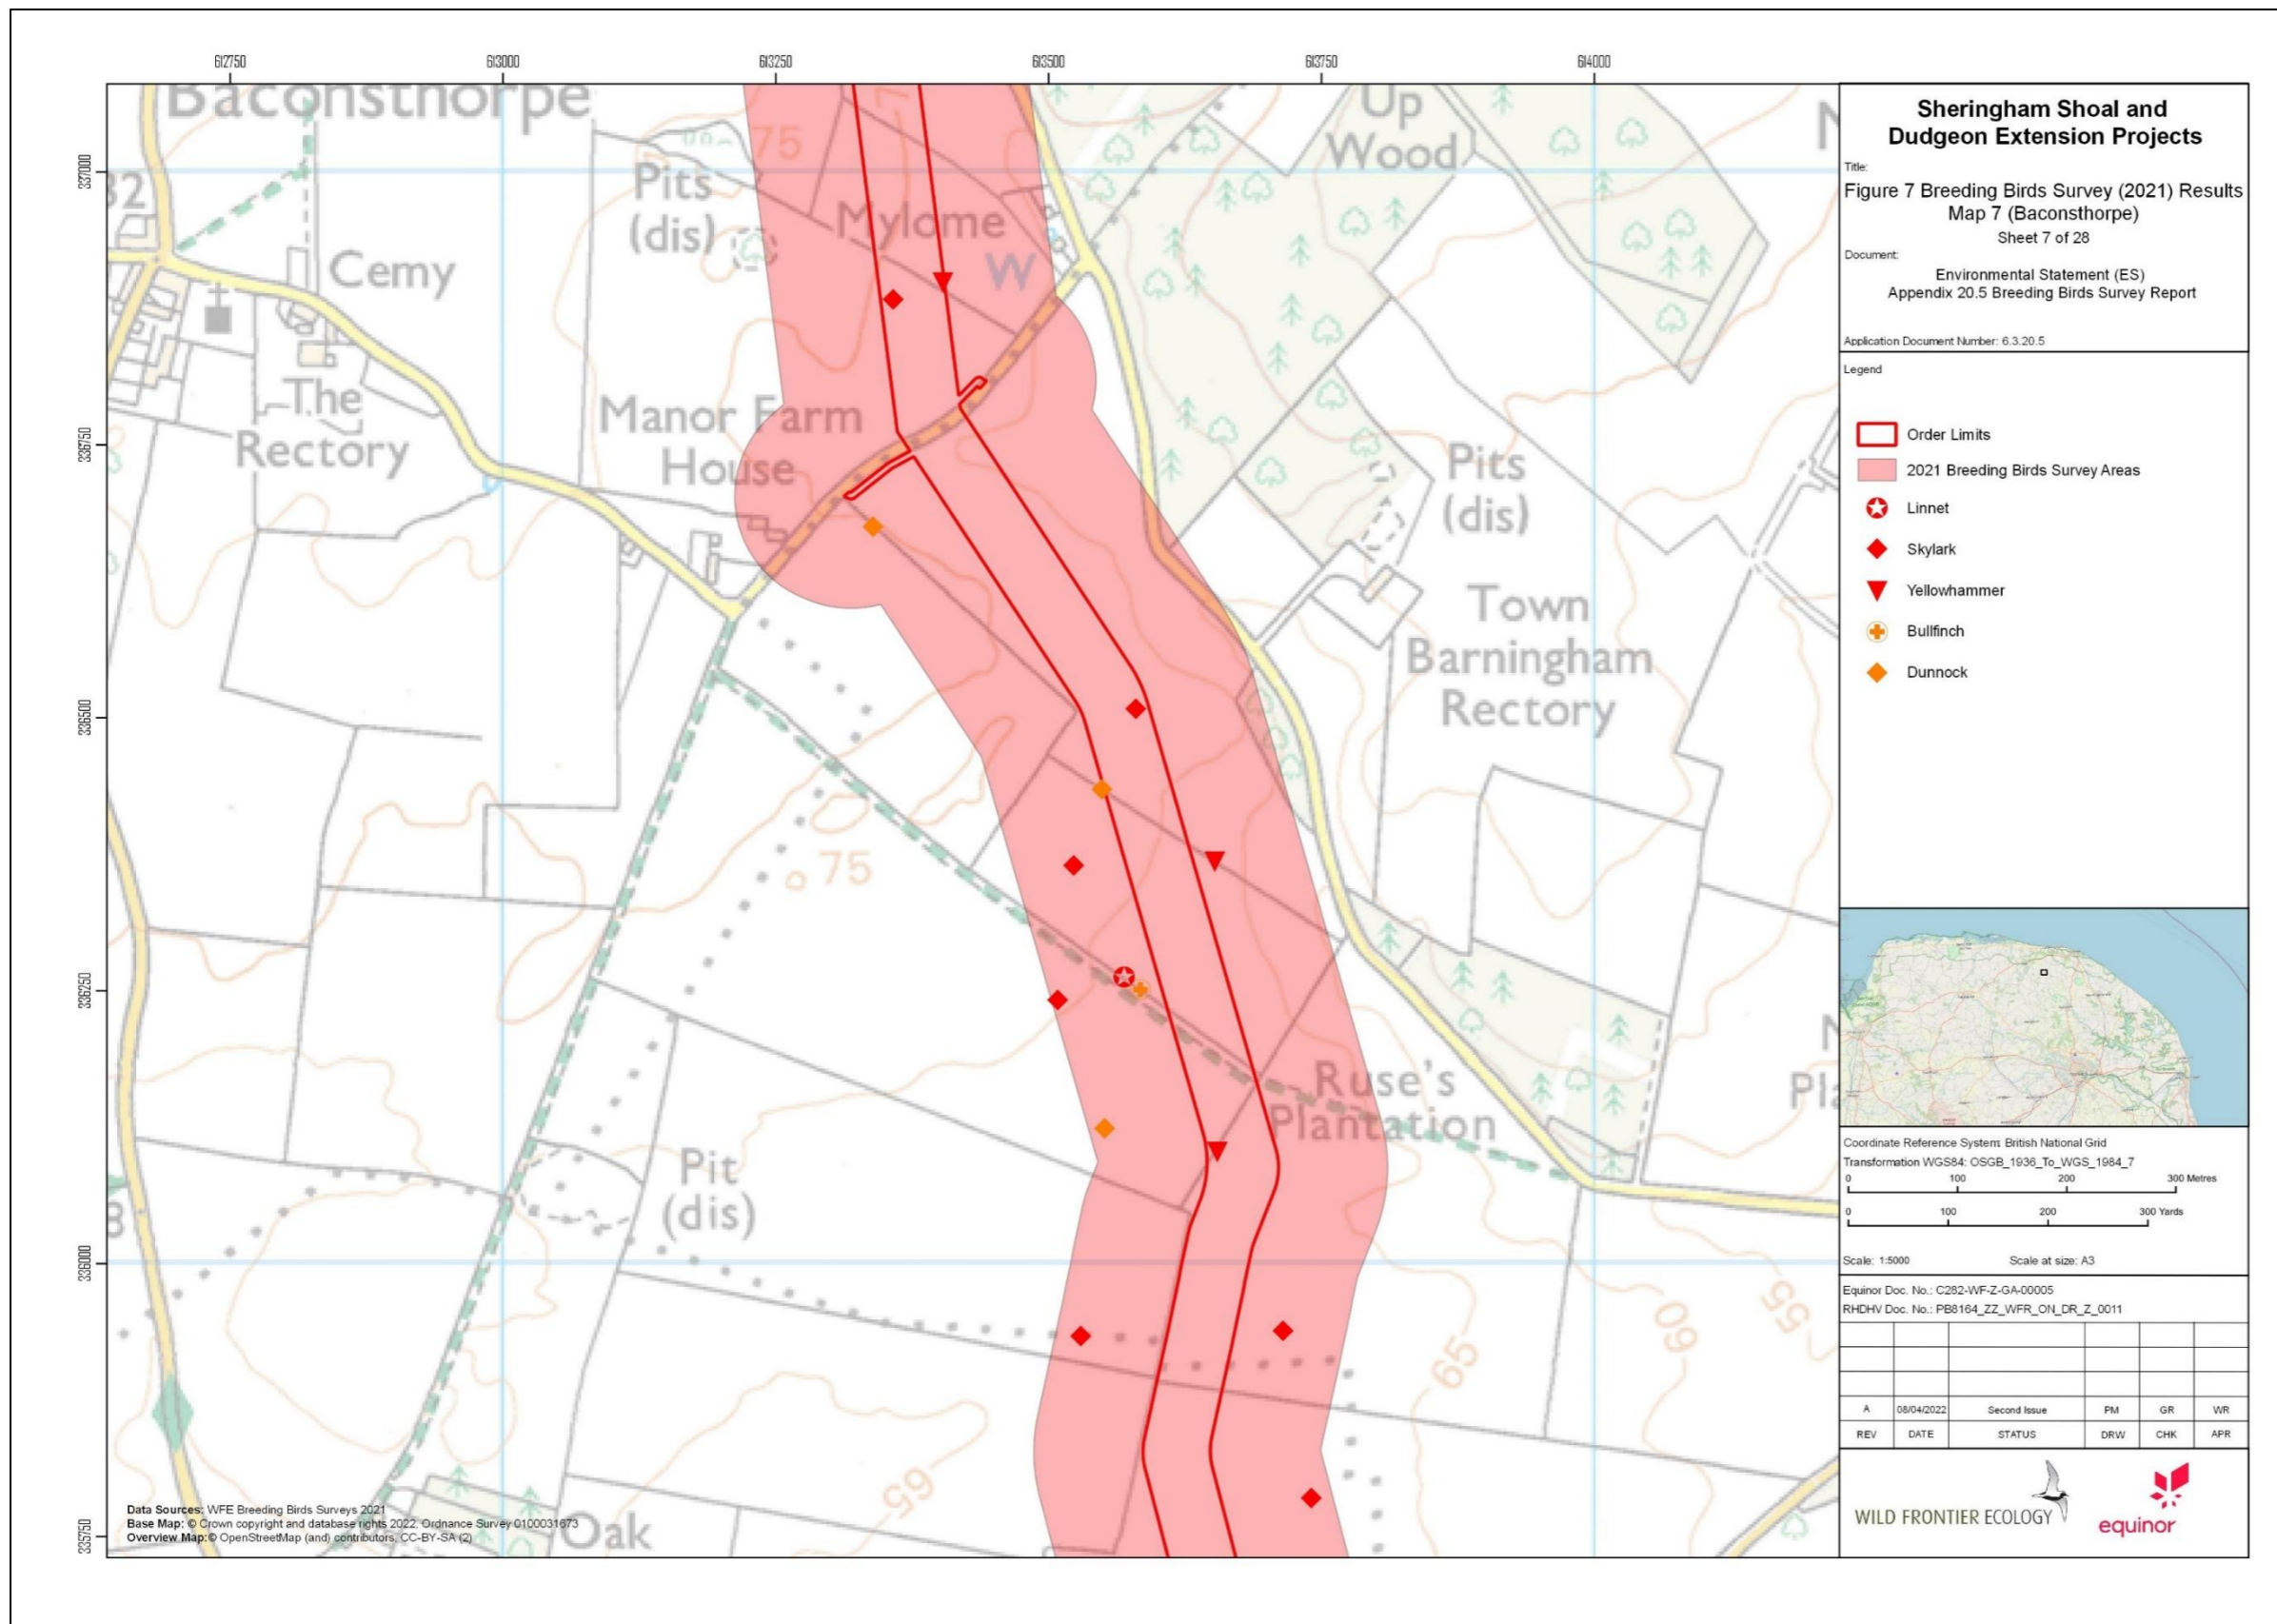 612750 613000 613250 613500 613750 614000
337000
336750
336500
336250
336000
335750
Baconsthorpe
Up
Wood
75
Pits
(dis)
Mylome
W
Cemy
The
Rectory
Manor Farm
House
Pits
(dis)
Town
Barningham
Rectory
75
Ruse's
Plantation
Pit
(dis)
55
60
65
65
Oak
Data Sources: WFE Breeding Birds Surveys 2021
Base Map: © Crown copyright and database rights 2022, Ordnance Survey 0100031673
Overview Map: © OpenStreetMap (and) contributors, CC-BY-SA (2)
Sheringham Shoal and
Dudgeon Extension Projects
Title:
Figure 7 Breeding Birds Survey (2021) Results
Map 7 (Baconsthorpe)
Sheet 7 of 28
Document:
Environmental Statement (ES)
Appendix 20.5 Breeding Birds Survey Report
Application Document Number: 6.3.20.5
Legend
Order Limits
2021 Breeding Birds Survey Areas
Linnet
Skylark
Yellowhammer
Bullfinch
Dunnock
Coordinate Reference System: British National Grid
Transformation WGS84: OSGB_1936_To_WGS_1984_7
0 100 200 300 Metres
0 100 200 300 Yards
Scale: 1:5000 Scale at size: A3
Equinor Doc. No.: C282-WF-Z-GA-00005
RHDHV Doc. No.: PB8164_ZZ_WFR_ON_DR_Z_0011
A 08/04/2022 Second Issue PM GR WR
REV DATE STATUS DRW CHK APR
WILD FRONTIER ECOLOGY
equinor